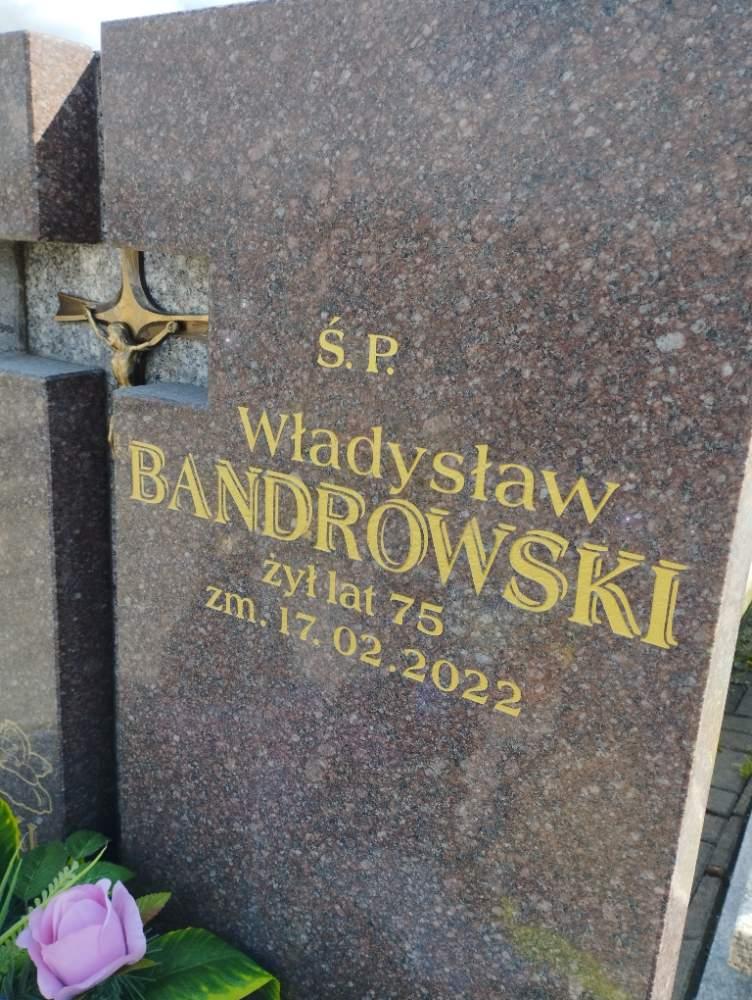 Ś. P.
Władysław
BANDROWSKI
żył lat 75
zm. 17. 02. 2022